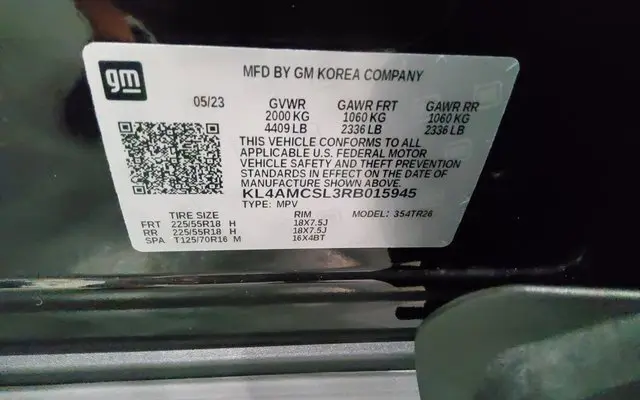 gm
MFD BY GM KOREA COMPANY
05/23 GVWR GAWR FRT GAWR RR
2000 KG 1060 KG 1060 KG
4409 LB 2336 LB 2336 LB
THIS VEHICLE CONFORMS TO ALL
APPLICABLE U.S. FEDERAL MOTOR
VEHICLE SAFETY AND THEFT PREVENTION
STANDARDS IN EFFECT ON THE DATE OF
MANUFACTURE SHOWN ABOVE.
KL4AMCSL3RB015945
TYPE: MPV
TIRE SIZE RIM MODEL: 354TR26
FRT 225/55R18 H 18X7.5J
RR 225/55R18 H 18X7.5J
SPA T125/70R16 M 16X4BT